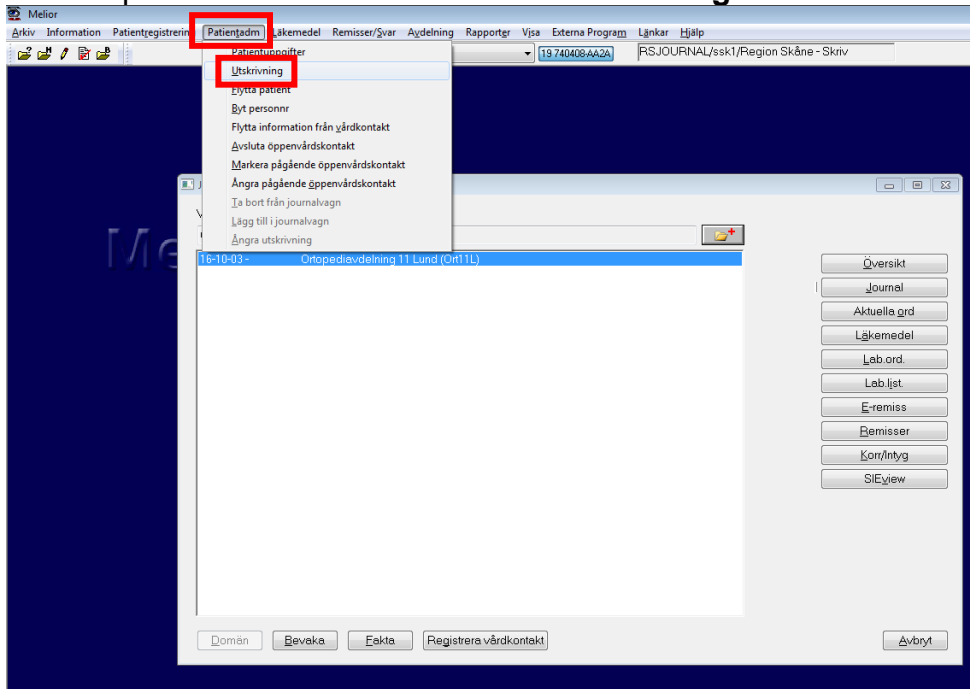 Melior
Arkiv Information Patientregistrering Patientadm Läkemedel Remisser/Svar Avdelning Rapporter Visa Externa Program Länkar Hjälp
19 740408-AA2A RSJOURNAL/ssk1/Region Skåne - Skriv
Patientuppgifter
Utskrivning
Flytta patient
Byt personnr
Flytta information från vårdkontakt
Avsluta öppenvårdskontakt
Markera pågående öppenvårdskontakt
Ångra pågående öppenvårdskontakt
Ta bort från journalvagn
Lägg till i journalvagn
Ångra utskrivning
16-10-03 - Ortopediavdelning 11 Lund (Ort11L)
Översikt
Journal
Aktuella ord
Läkemedel
Lab.ord.
Lab.list.
E-remiss
Remisser
Korr/Intyg
SIEview
Domän Bevaka Fakta Registrera vårdkontakt Avbryt